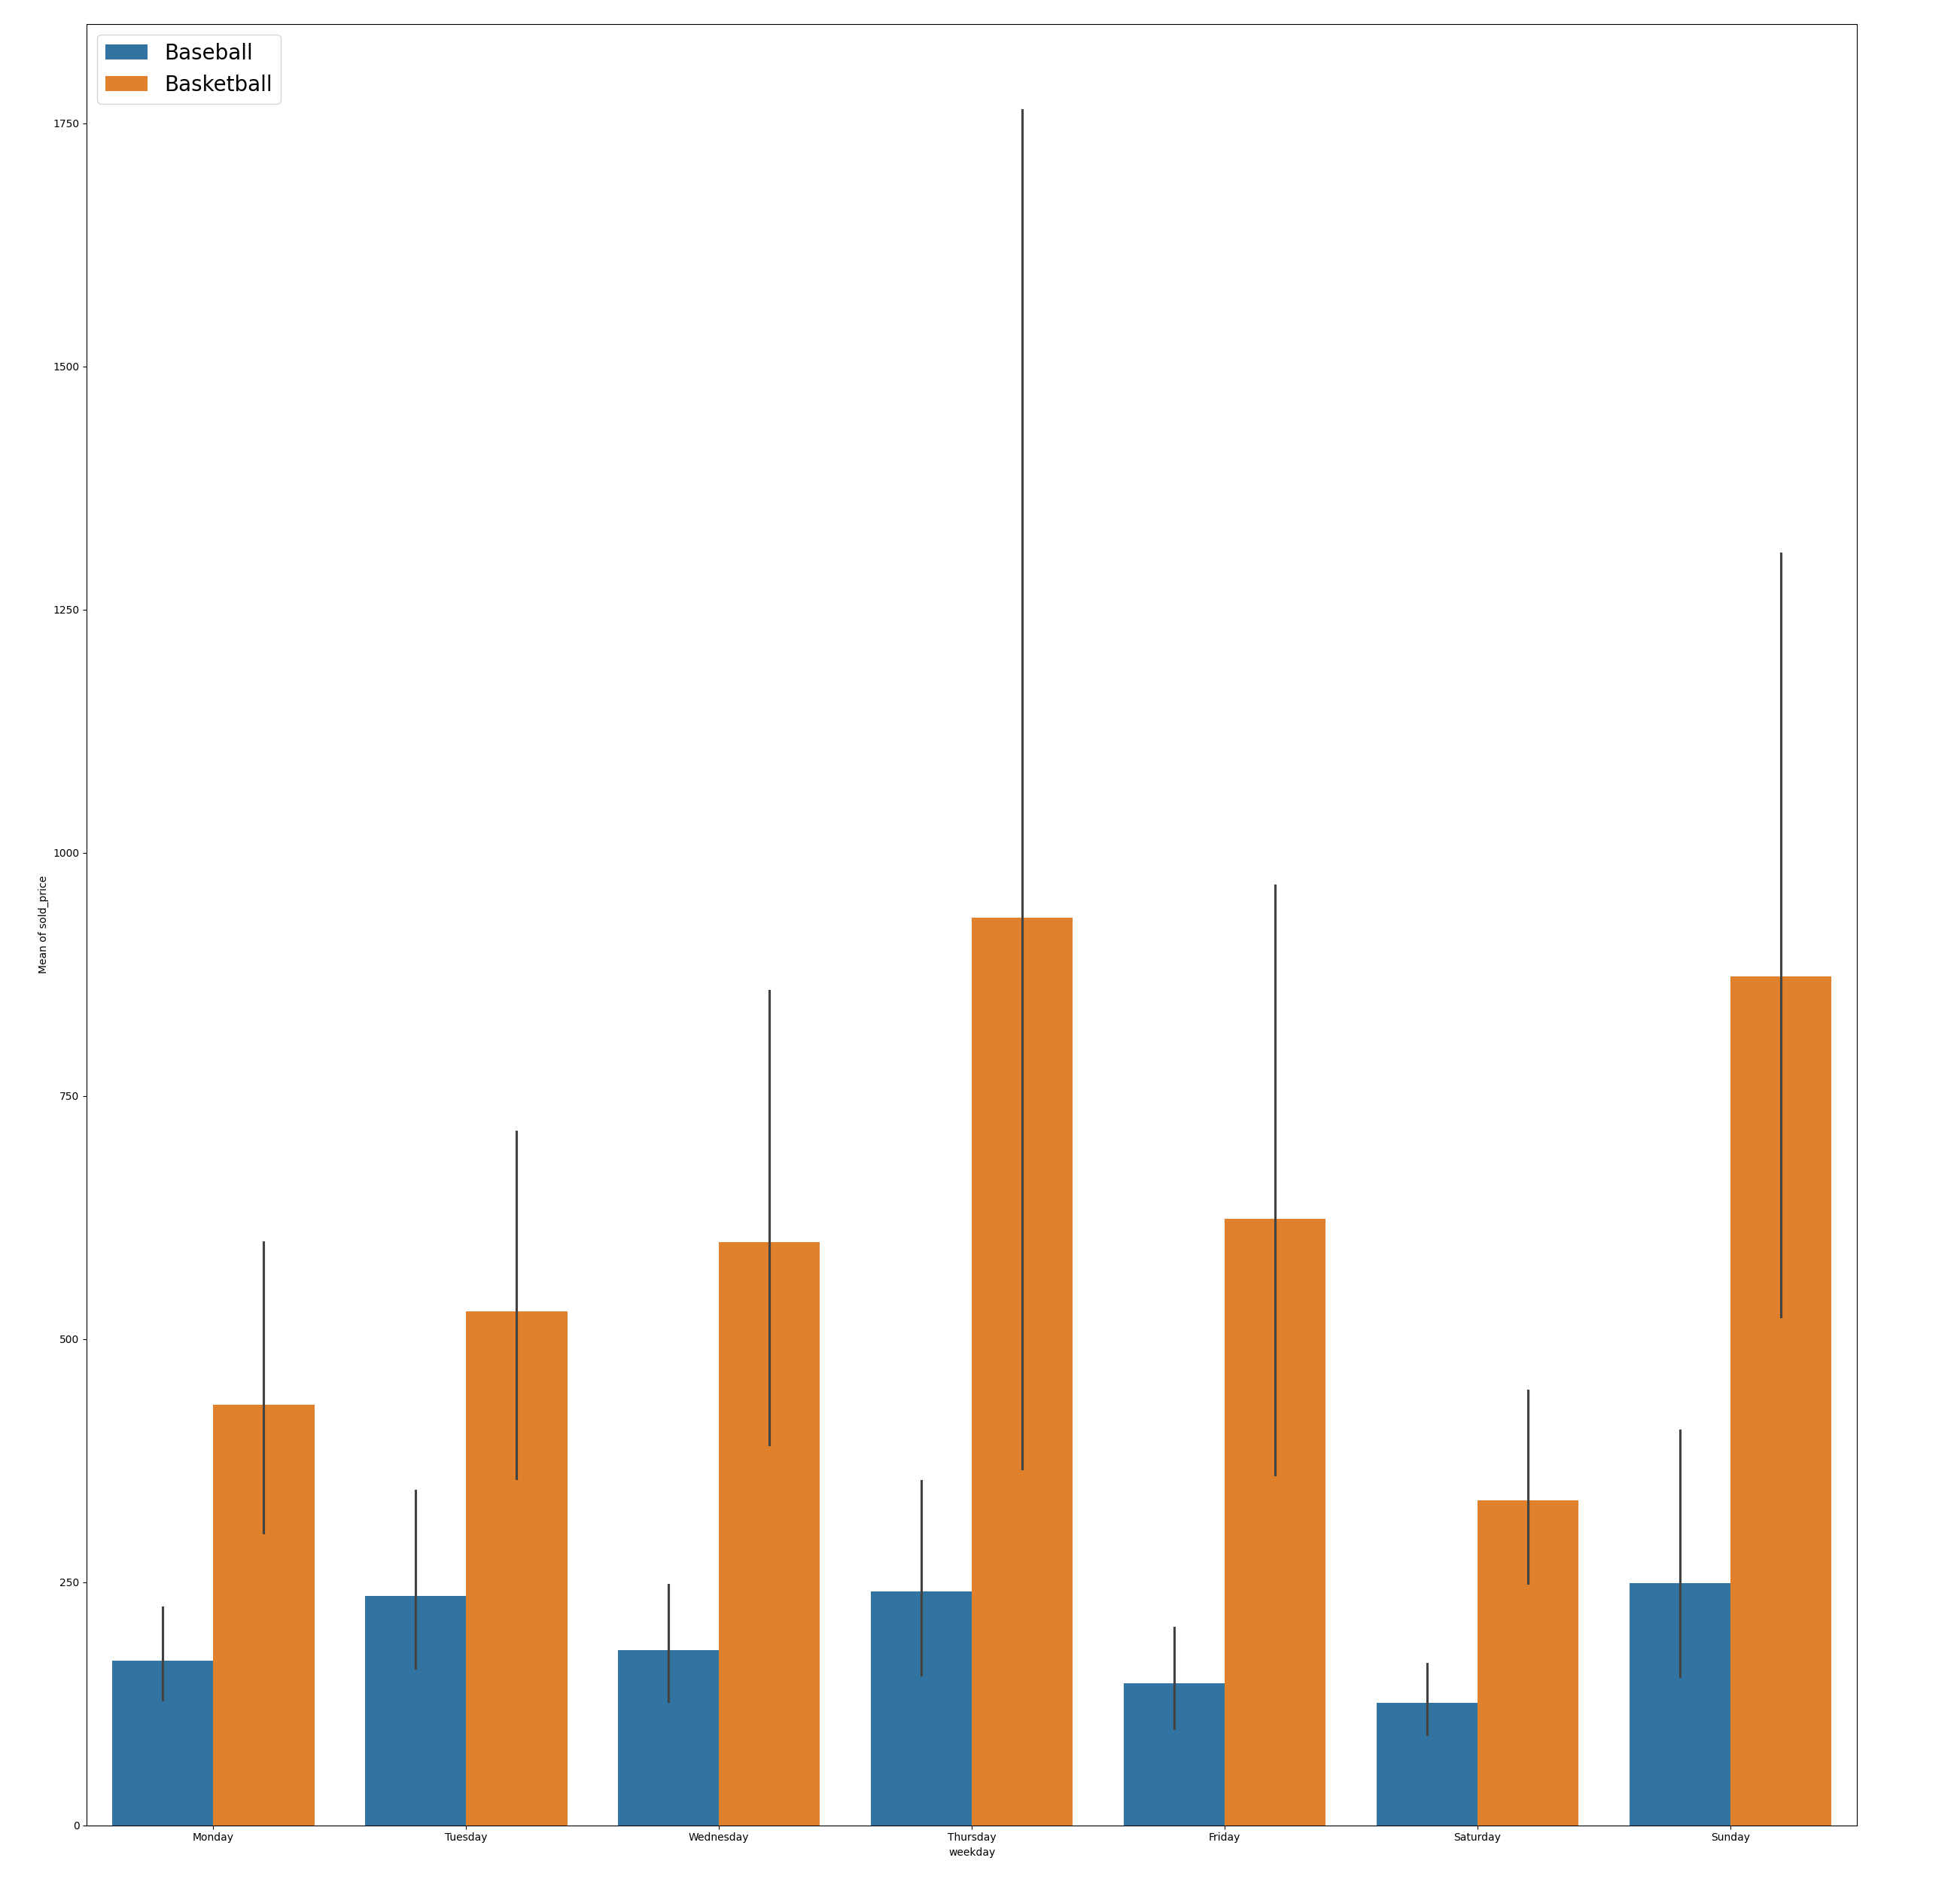 Baseball
Basketball
1750
1500
1250
1000
750
500
250
0
Mean of sold_price
Monday Tuesday Wednesday Thursday Friday Saturday Sunday
weekday